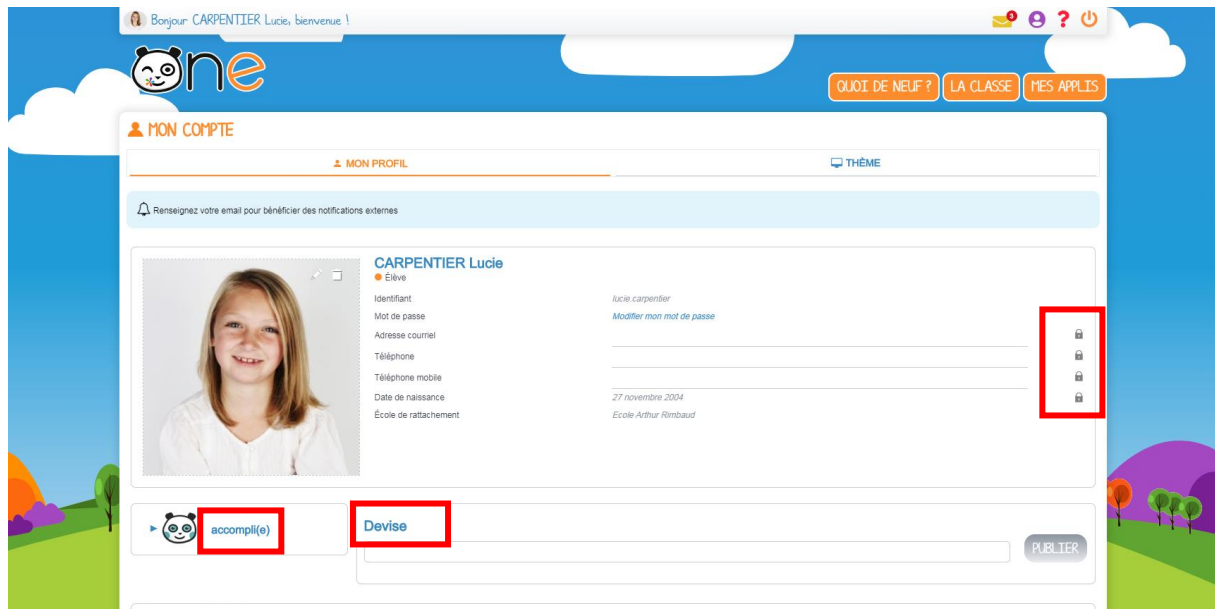 Bonjour CARPENTIER Lucie, bienvenue !
3
?
One
QUOI DE NEUF ?
LA CLASSE
MES APPLIS
MON COMPTE
MON PROFIL
THÈME
Renseignez votre email pour bénéficier des notifications externes
CARPENTIER Lucie
Élève
Identifiant lucie.carpentier
Mot de passe Modifier mon mot de passe
Adresse courriel
Téléphone
Téléphone mobile
Date de naissance 27 novembre 2004
École de rattachement Ecole Arthur Rimbaud
accompli(e)
Devise
PUBLIER